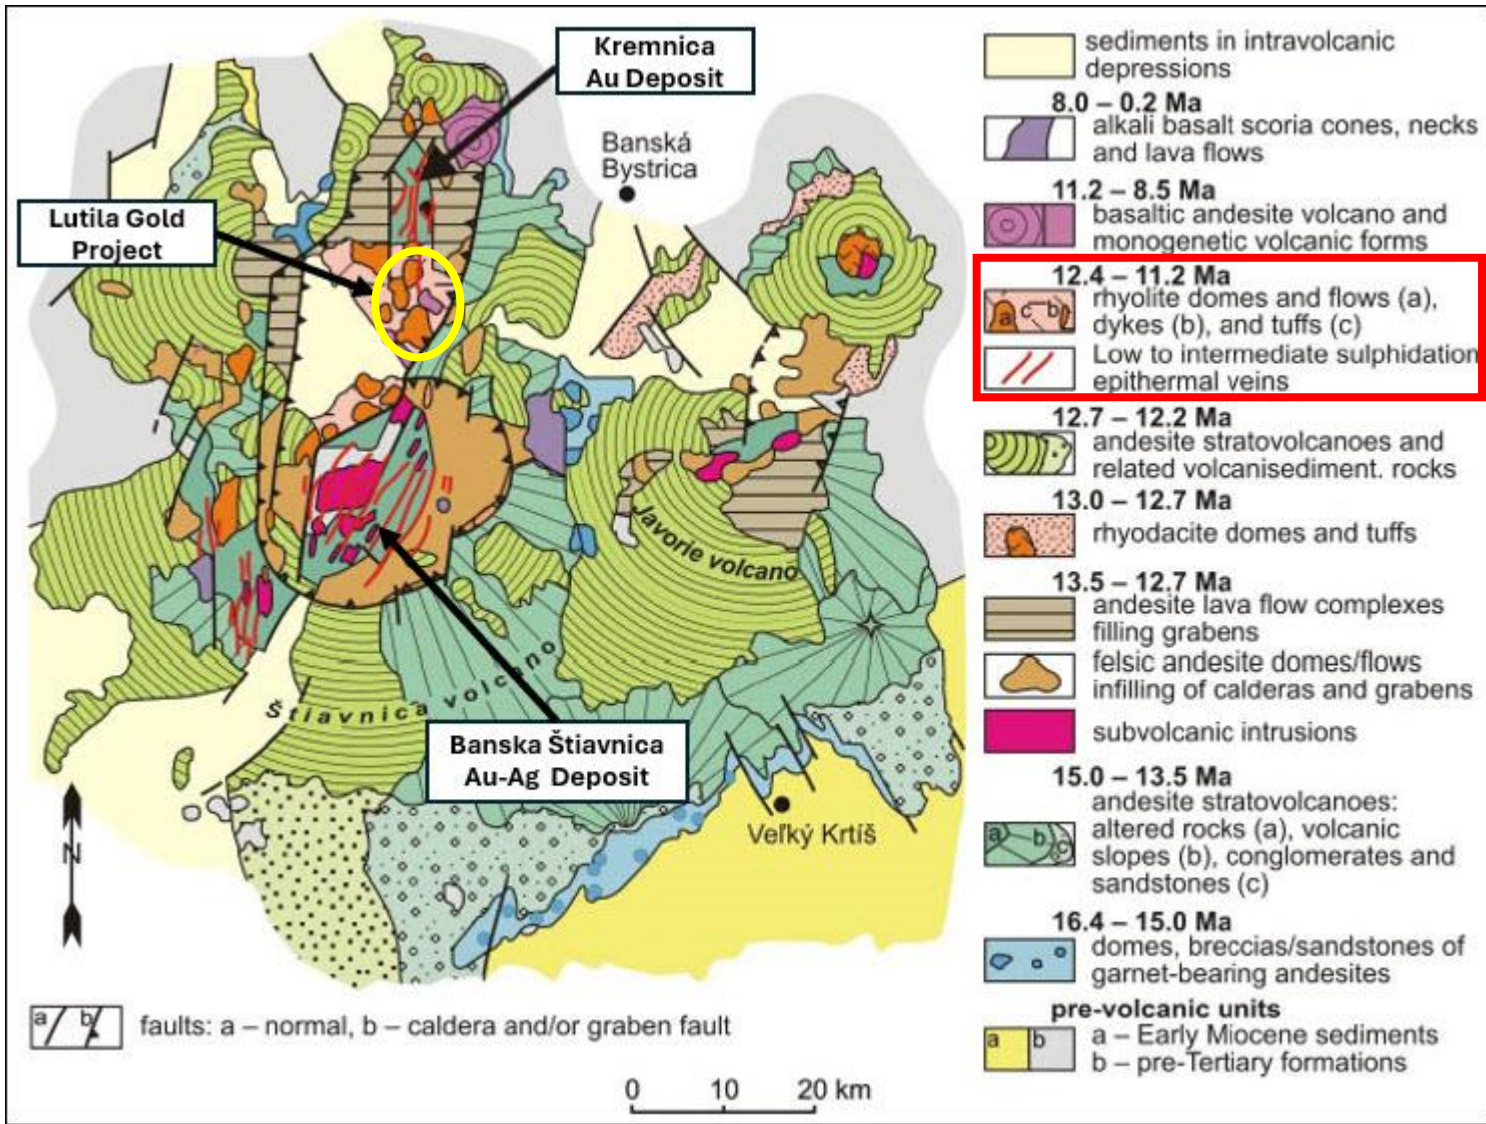 Kremnica
Au Deposit
Banská
Bystrica
Lutila Gold
Project
Javorie volcano
Štiavnica volcano
Banska Štiavnica
Au-Ag Deposit
Veľký Krtíš
N
a b
faults: a – normal, b – caldera and/or graben fault
0 10 20 km
sediments in intravolcanic
depressions
8.0 – 0.2 Ma
alkali basalt scoria cones, necks
and lava flows
11.2 – 8.5 Ma
basaltic andesite volcano and
monogenetic volcanic forms
12.4 – 11.2 Ma
a c b
rhyolite domes and flows (a),
dykes (b), and tuffs (c)
Low to intermediate sulphidation
epithermal veins
12.7 – 12.2 Ma
andesite stratovolcanoes and
related volcanisediment. rocks
13.0 – 12.7 Ma
rhyodacite domes and tuffs
13.5 – 12.7 Ma
andesite lava flow complexes
filling grabens
felsic andesite domes/flows
infilling of calderas and grabens
subvolcanic intrusions
15.0 – 13.5 Ma
a b c
andesite stratovolcanoes:
altered rocks (a), volcanic
slopes (b), conglomerates and
sandstones (c)
16.4 – 15.0 Ma
domes, breccias/sandstones of
garnet-bearing andesites
pre-volcanic units
a b
a – Early Miocene sediments
b – pre-Tertiary formations